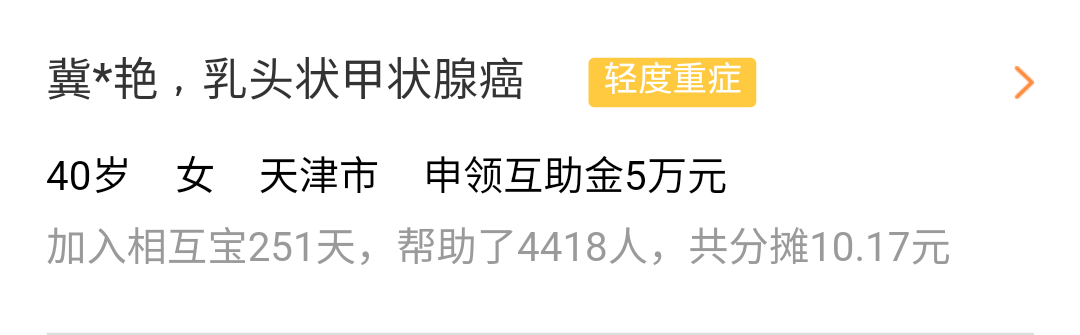 冀*艳，乳头状甲状腺癌 轻度重症
40岁 女 天津市 申领互助金5万元
加入相互宝251天，帮助了4418人，共分摊10.17元